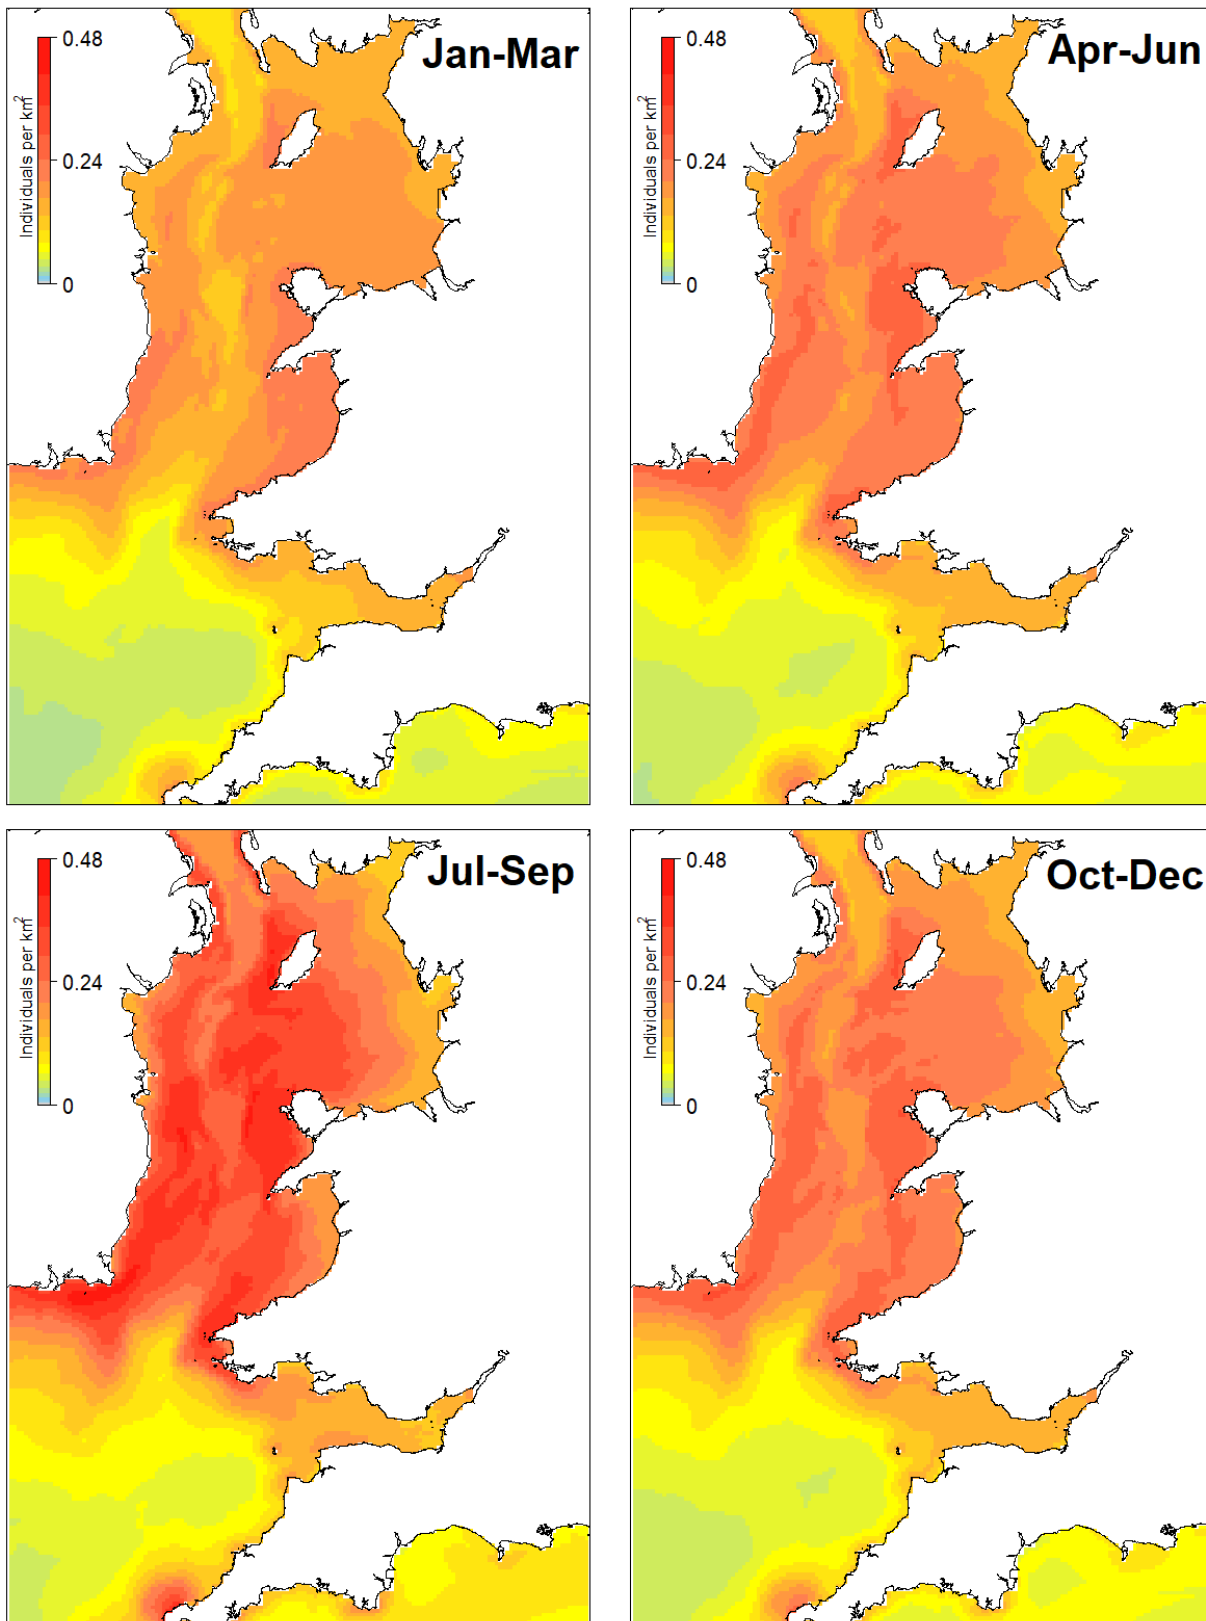 Jan-Mar
0.48
0.24
0
Individuals per km²
Apr-Jun
0.48
0.24
0
Individuals per km²
Jul-Sep
0.48
0.24
0
Individuals per km²
Oct-Dec
0.48
0.24
0
Individuals per km²